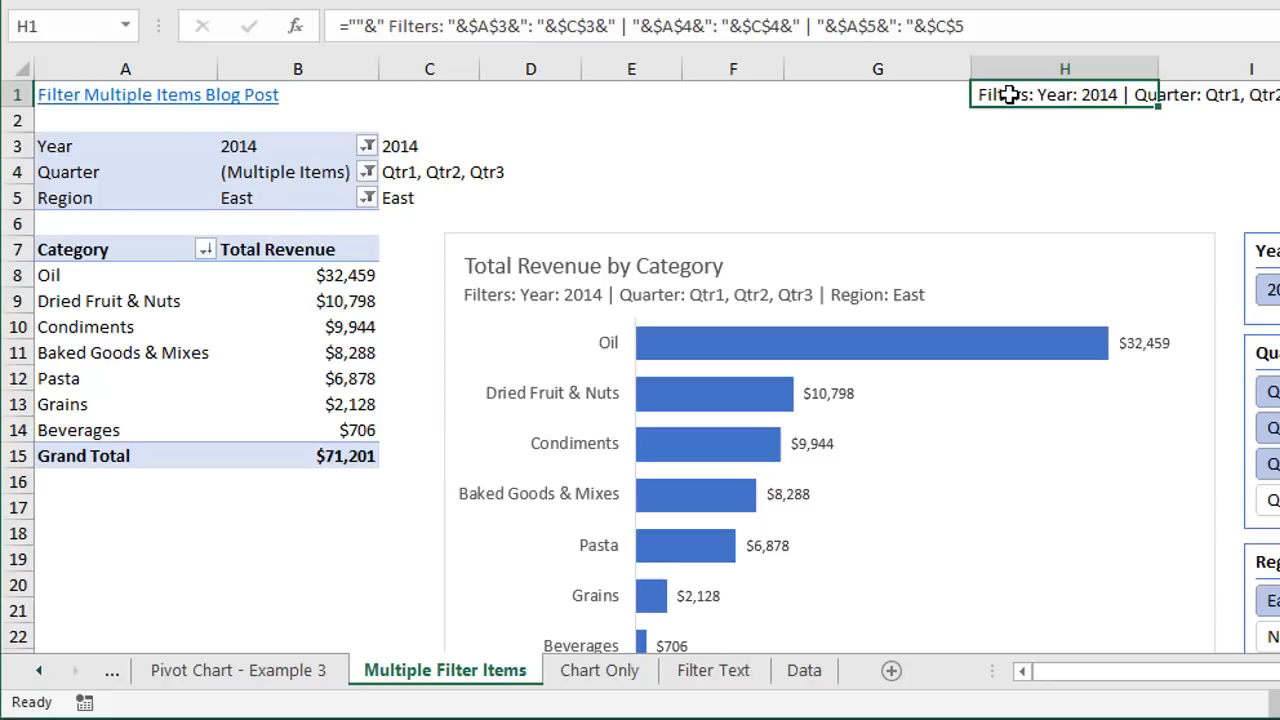 H1
fx
=""&" Filters: "&$A$3&": "&$C$3&" | "&$A$4&": "&$C$4&" | "&$A$5&": "&$C$5
A B C D E F G H I
1 Filter Multiple Items Blog Post Filters: Year: 2014 | Quarter: Qtr1, Qtr2
2
3 Year 2014 2014
4 Quarter (Multiple Items) Qtr1, Qtr2, Qtr3
5 Region East East
6
7 Category Total Revenue
8 Oil $32,459
9 Dried Fruit & Nuts $10,798
10 Condiments $9,944
11 Baked Goods & Mixes $8,288
12 Pasta $6,878
13 Grains $2,128
14 Beverages $706
15 Grand Total $71,201
16
17
18
19
20
21
22
Total Revenue by Category
Filters: Year: 2014 | Quarter: Qtr1, Qtr2, Qtr3 | Region: East
Oil $32,459
Dried Fruit & Nuts $10,798
Condiments $9,944
Baked Goods & Mixes $8,288
Pasta $6,878
Grains $2,128
Beverages $706
Yea
20
Qua
Q
Q
Q
Q
Reg
Ea
N
... Pivot Chart - Example 3 Multiple Filter Items Chart Only Filter Text Data
Ready